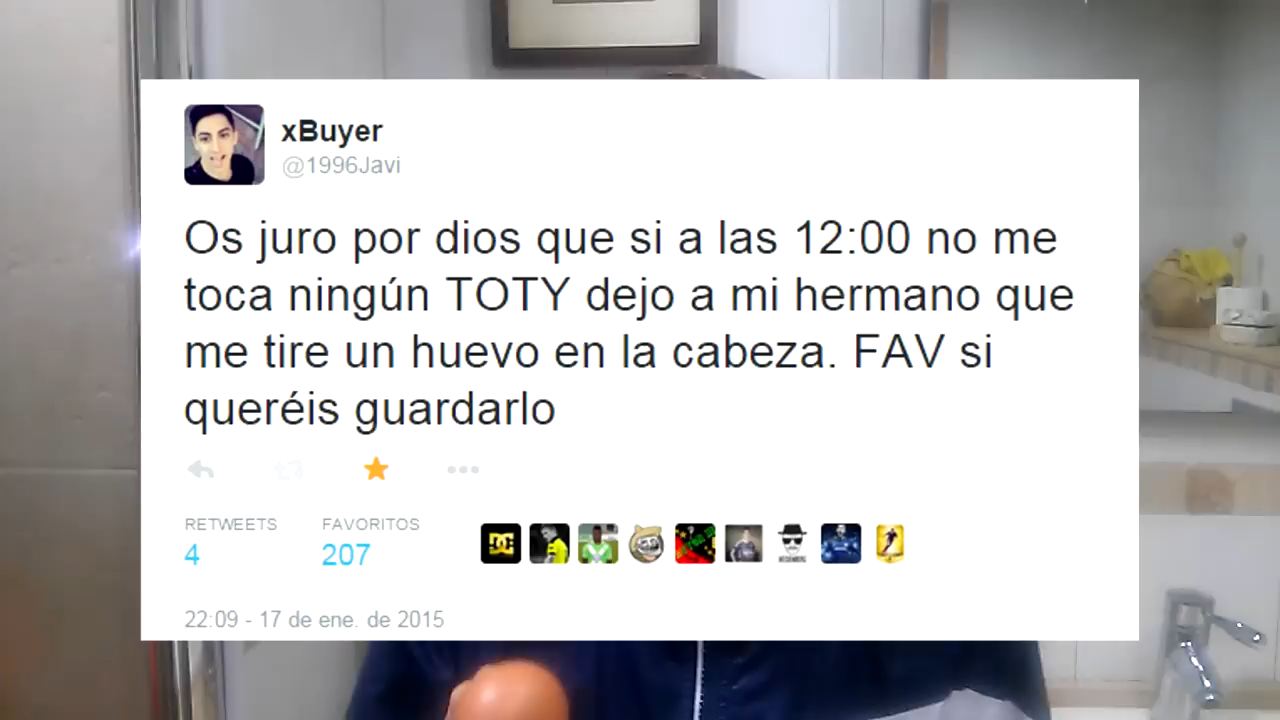 xBuyer
@1996Javi
Os juro por dios que si a las 12:00 no me
toca ningún TOTY dejo a mi hermano que
me tire un huevo en la cabeza. FAV si
queréis guardarlo
RETWEETS
FAVORITOS
4
207
22:09 - 17 de ene. de 2015